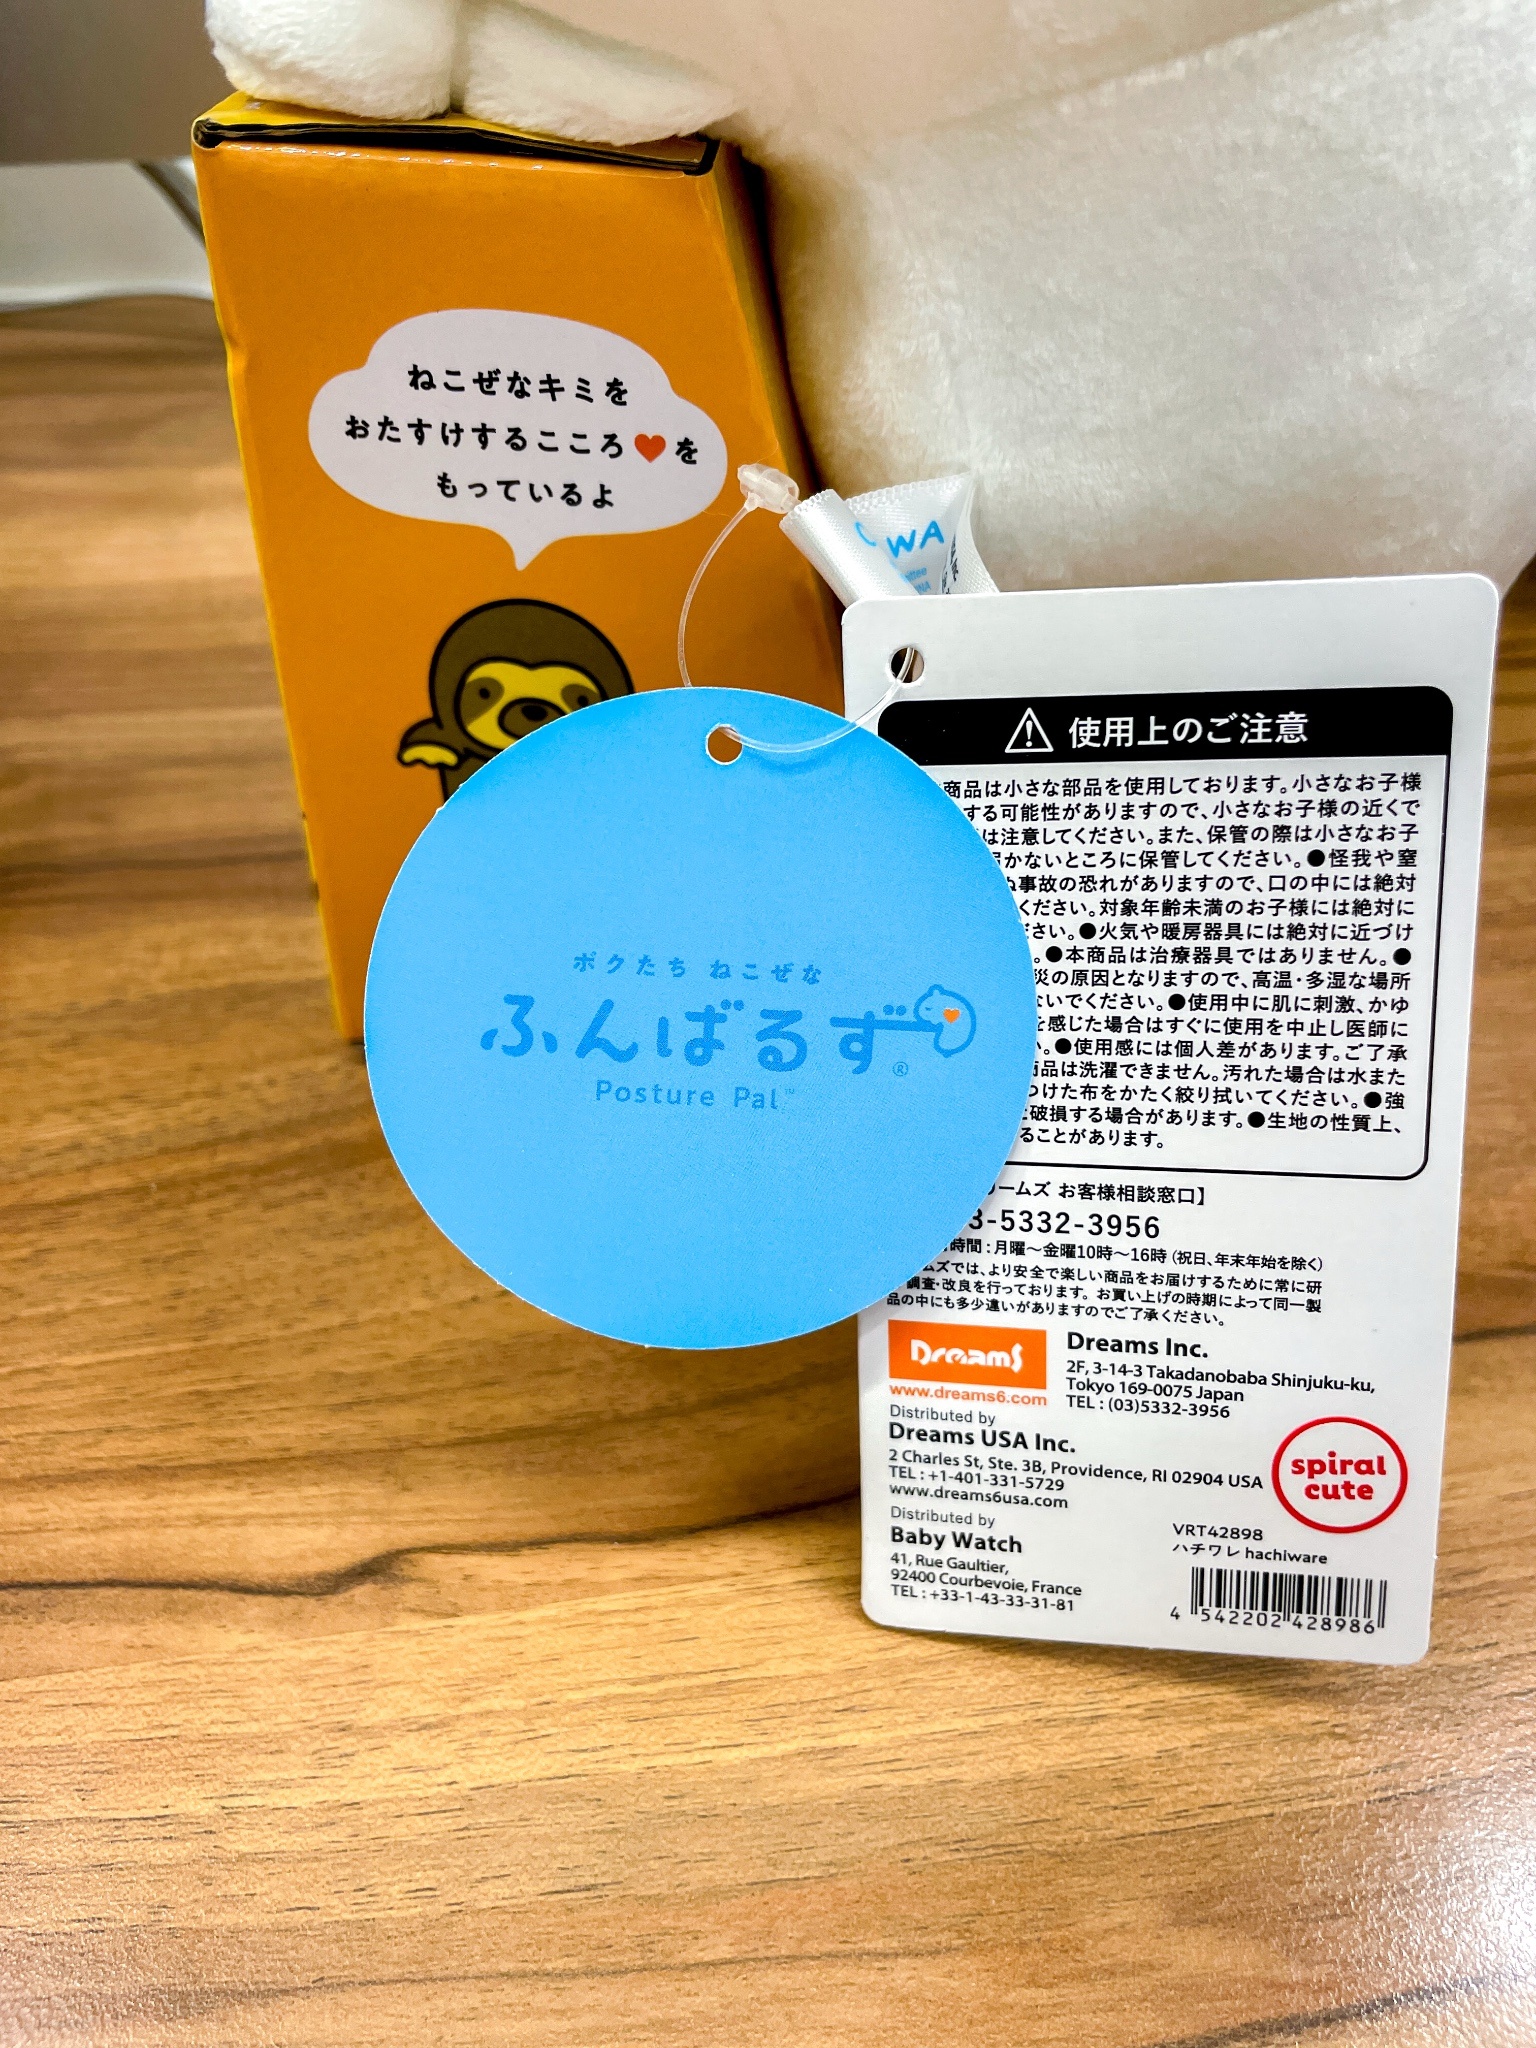 ねこぜなキミを
おたすけするこころ♥を
もっているよ
WA
ボクたち ねこぜな
ふんばるず®
Posture Pal™
使用上のご注意
商品は小さな部品を使用しております。小さなお子様
する可能性がありますので、小さなお子様の近くで
は注意してください。また、保管の際は小さなお子
かないところに保管してください。●怪我や窒
ぬ事故の恐れがありますので、口の中には絶対
ください。対象年齢未満のお子様には絶対に
ださい。●火気や暖房器具には絶対に近づけ
。●本商品は治療器具ではありません。●
災の原因となりますので、高温・多湿な場所
ないでください。●使用中に肌に刺激、かゆ
を感じた場合はすぐに使用を中止し医師に
い。●使用感には個人差があります。ご了承
商品は洗濯できません。汚れた場合は水また
つけた布をかたく絞り拭いてください。●強
に破損する場合があります。●生地の性質上、
ることがあります。
リームズ お客様相談窓口】
3-5332-3956
時間：月曜～金曜10時～16時（祝日、年末年始を除く）
ムズでは、より安全で楽しい商品をお届けするために常に研
調査・改良を行っております。お買い上げの時期によって同一製
品の中にも多少違いがありますのでご了承ください。
Dreams
www.dreams6.com
Dreams Inc.
2F, 3-14-3 Takadanobaba Shinjuku-ku,
Tokyo 169-0075 Japan
TEL : (03)5332-3956
Distributed by
Dreams USA Inc.
2 Charles St, Ste. 3B, Providence, RI 02904 USA
TEL : +1-401-331-5729
www.dreams6usa.com
spiral
cute
Distributed by
Baby Watch
41, Rue Gaultier,
92400 Courbevoie, France
TEL : +33-1-43-33-31-81
VRT42898
ハチワレ hachiware
4 542202 428986